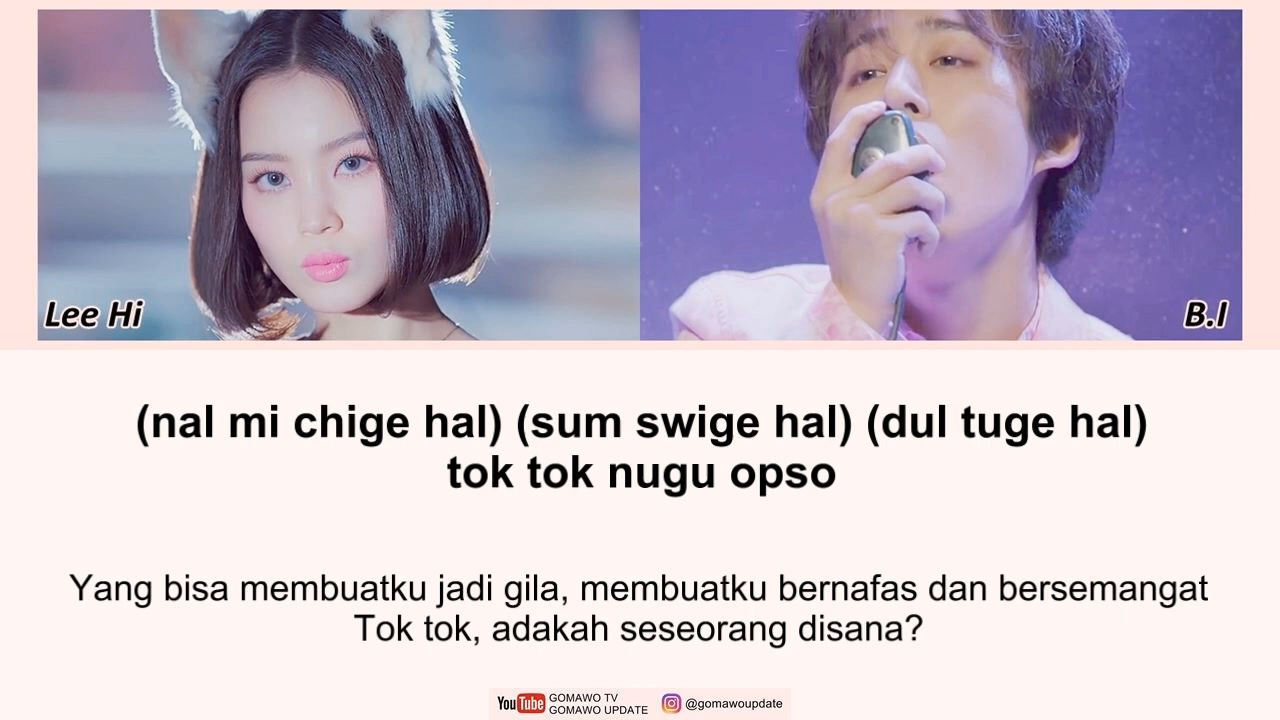 Lee Hi
B.I
(nal mi chige hal) (sum swige hal) (dul tuge hal)
tok tok nugu opso
Yang bisa membuatku jadi gila, membuatku bernafas dan bersemangat
Tok tok, adakah seseorang disana?
YouTube GOMAWO TV
GOMAWO UPDATE
@gomawoupdate